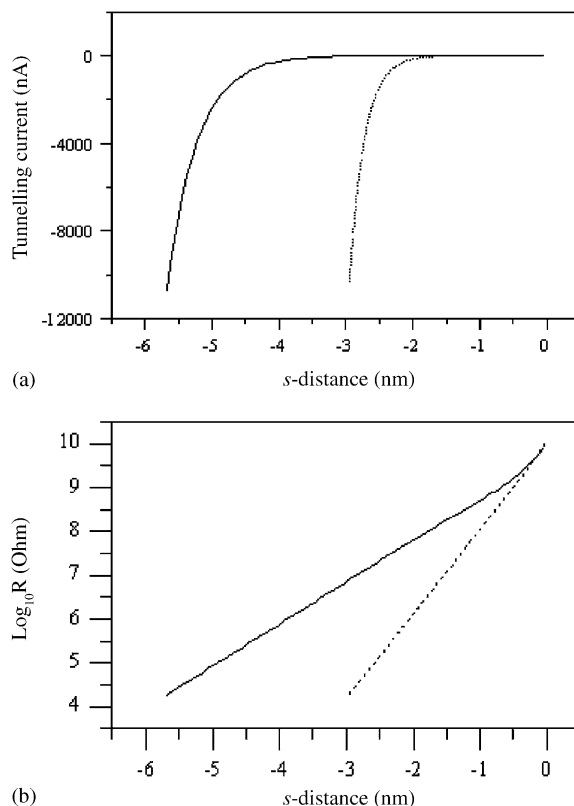 Tunnelling current (nA)
0
-4000
-8000
-12000
-6 -5 -4 -3 -2 -1 0
s-distance (nm)
(a)
Log10R (Ohm)
10
9
8
7
6
5
4
-6 -5 -4 -3 -2 -1 0
s-distance (nm)
(b)